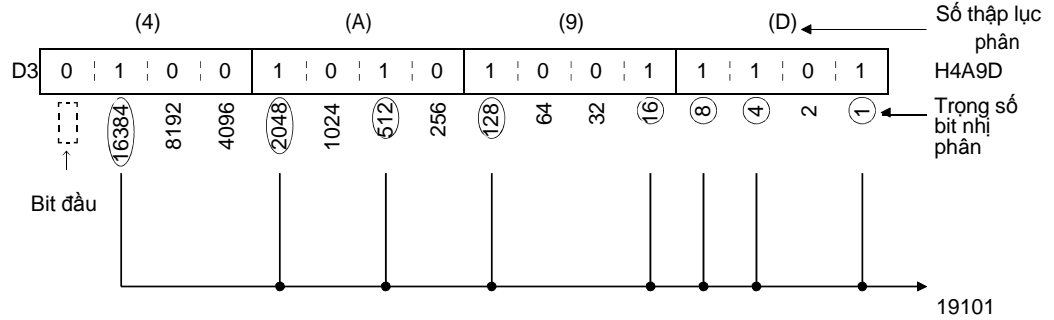 (4) (A) (9) (D) Số thập lục
phân
D3 0 1 0 0 1 0 1 0 1 0 0 1 1 1 0 1 H4A9D
16384 8192 4096 2048 1024 512 256 128 64 32 16 8 4 2 1 Trọng số
bit nhị
phân
Bit đầu
19101